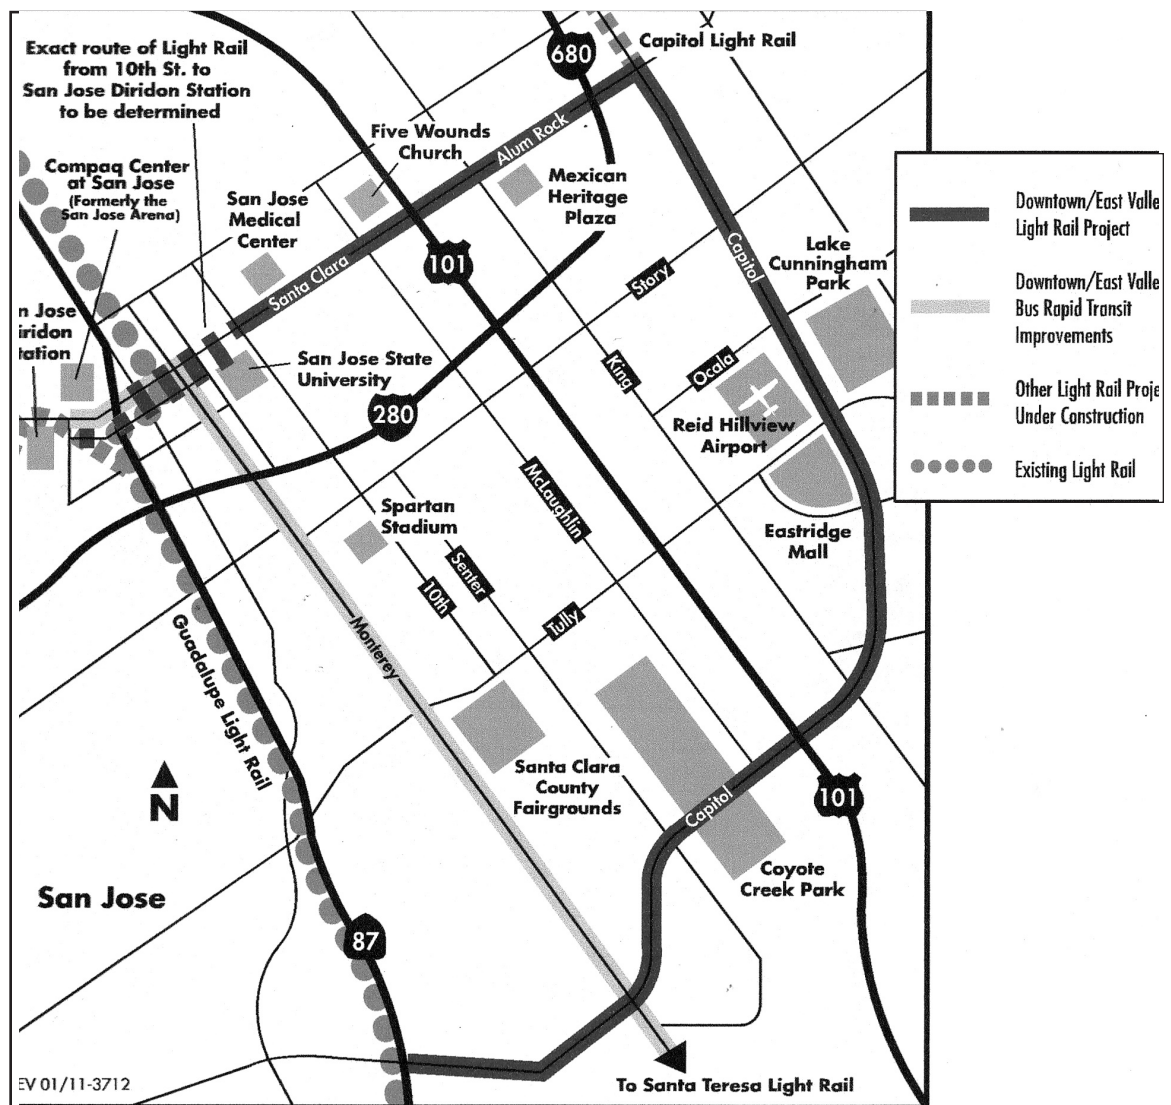 Exact route of Light Rail
from 10th St. to
San Jose Diridon Station
to be determined
680
Capitol Light Rail
Five Wounds
Church
Alum Rock
Mexican
Heritage
Plaza
Compaq Center
at San Jose
(Formerly the
San Jose Arena)
San Jose
Medical
Center
Santa Clara
101
Capitol
Lake
Cunningham
Park
Story
n Jose
iridon
tation
San Jose State
University
King
Ocala
280
Reid Hillview
Airport
McLaughlin
Spartan
Stadium
Eastridge
Mall
Senter
10th
Tully
Monterey
Guadalupe Light Rail
N
Santa Clara
County
Fairgrounds
Capitol
101
Coyote
Creek Park
San Jose
87
EV 01/11-3712
To Santa Teresa Light Rail
Downtown/East Valle
Light Rail Project
Downtown/East Valle
Bus Rapid Transit
Improvements
Other Light Rail Proje
Under Construction
Existing Light Rail